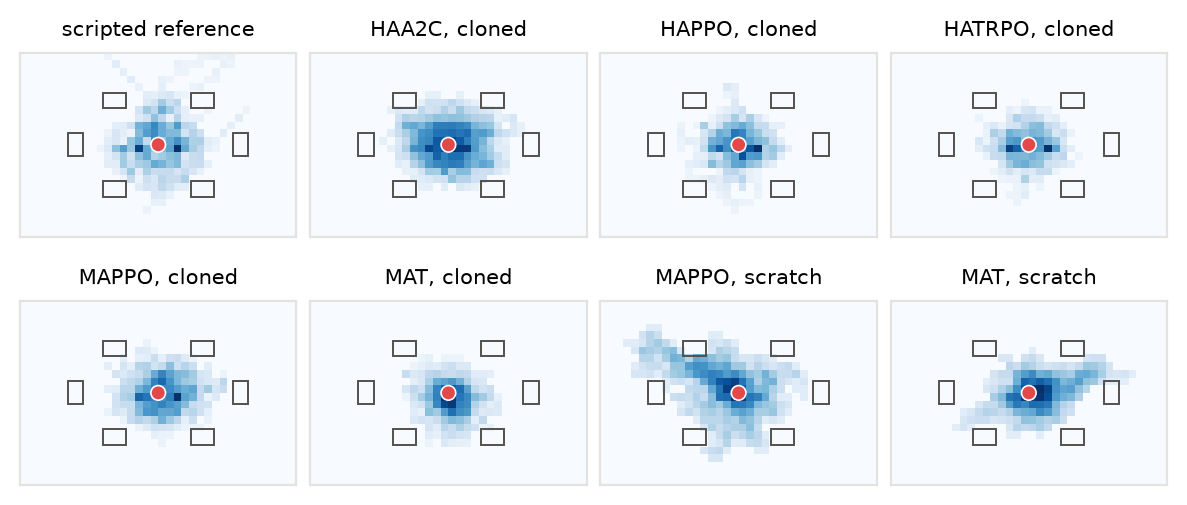 scripted reference
HAA2C, cloned
HAPPO, cloned
HATRPO, cloned
MAPPO, cloned
MAT, cloned
MAPPO, scratch
MAT, scratch